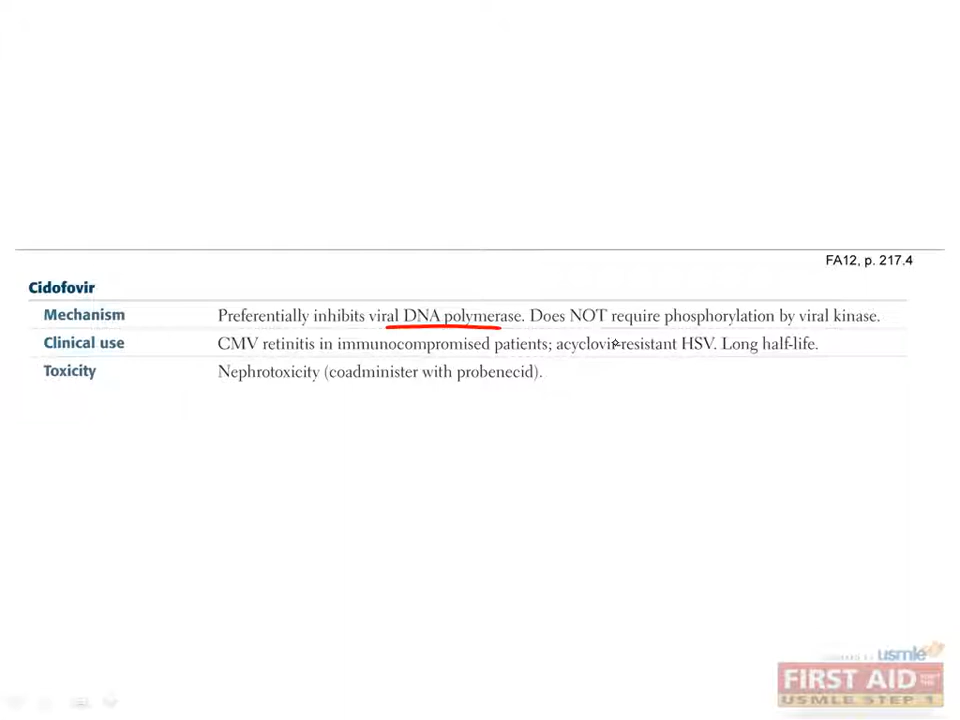 FA12, p. 217.4
Cidofovir
Mechanism Preferentially inhibits viral DNA polymerase. Does NOT require phosphorylation by viral kinase.
Clinical use CMV retinitis in immunocompromised patients; acyclovir-resistant HSV. Long half-life.
Toxicity Nephrotoxicity (coadminister with probenecid).
usmle
FIRST AID
USMLE STEP 1